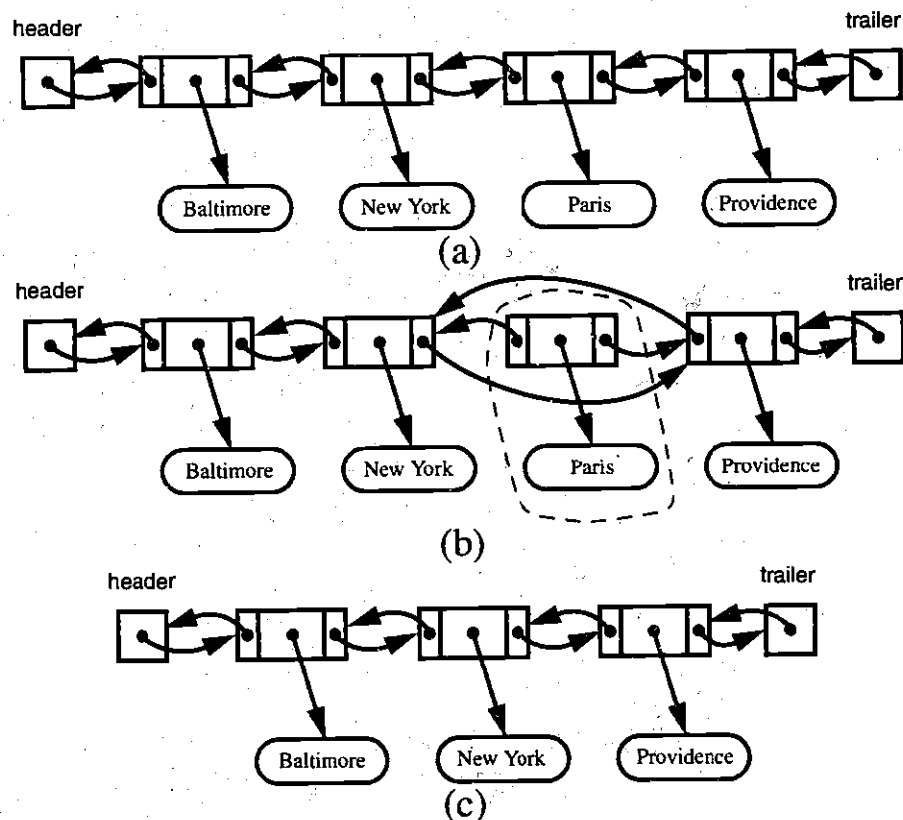 header trailer
Baltimore New York Paris Providence
(a)
header trailer
Baltimore New York Paris Providence
(b)
header trailer
Baltimore New York Providence
(c)